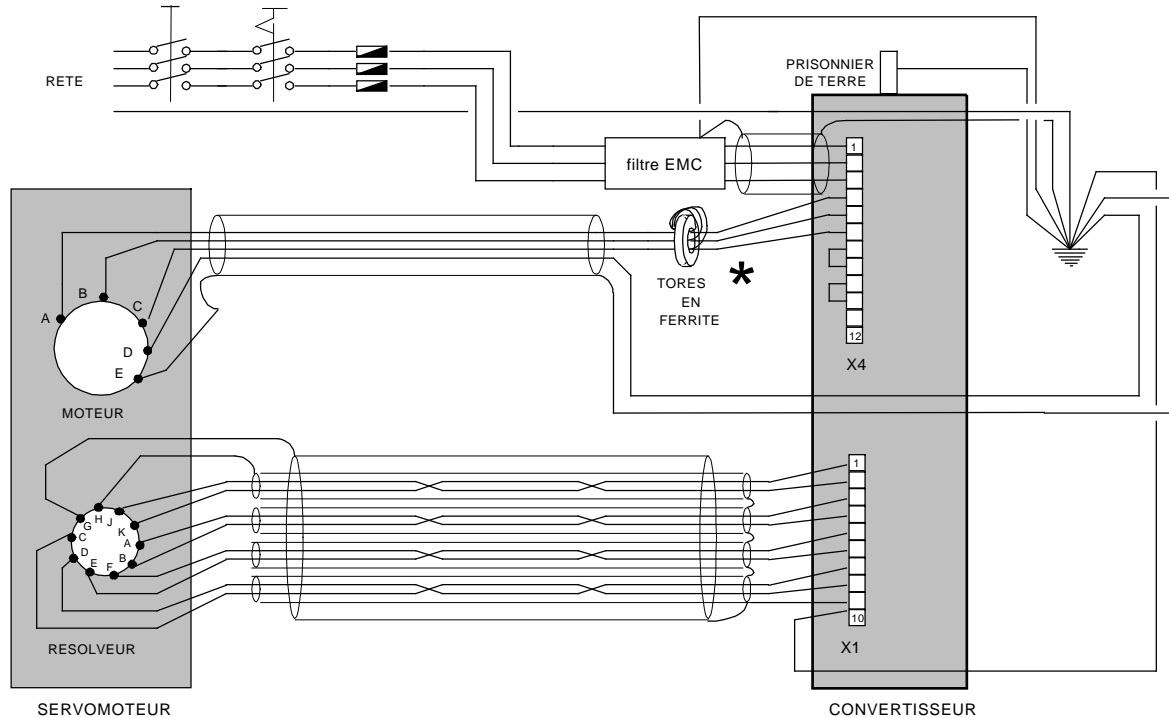 RETE
PRISONNIER
DE TERRE
filtre EMC
1
12
X4
TORES
EN
FERRITE
*
A
B
C
D
E
MOTEUR
H
J
G
K
C
A
D
B
E
F
RESOLVEUR
1
10
X1
SERVOMOTEUR
CONVERTISSEUR